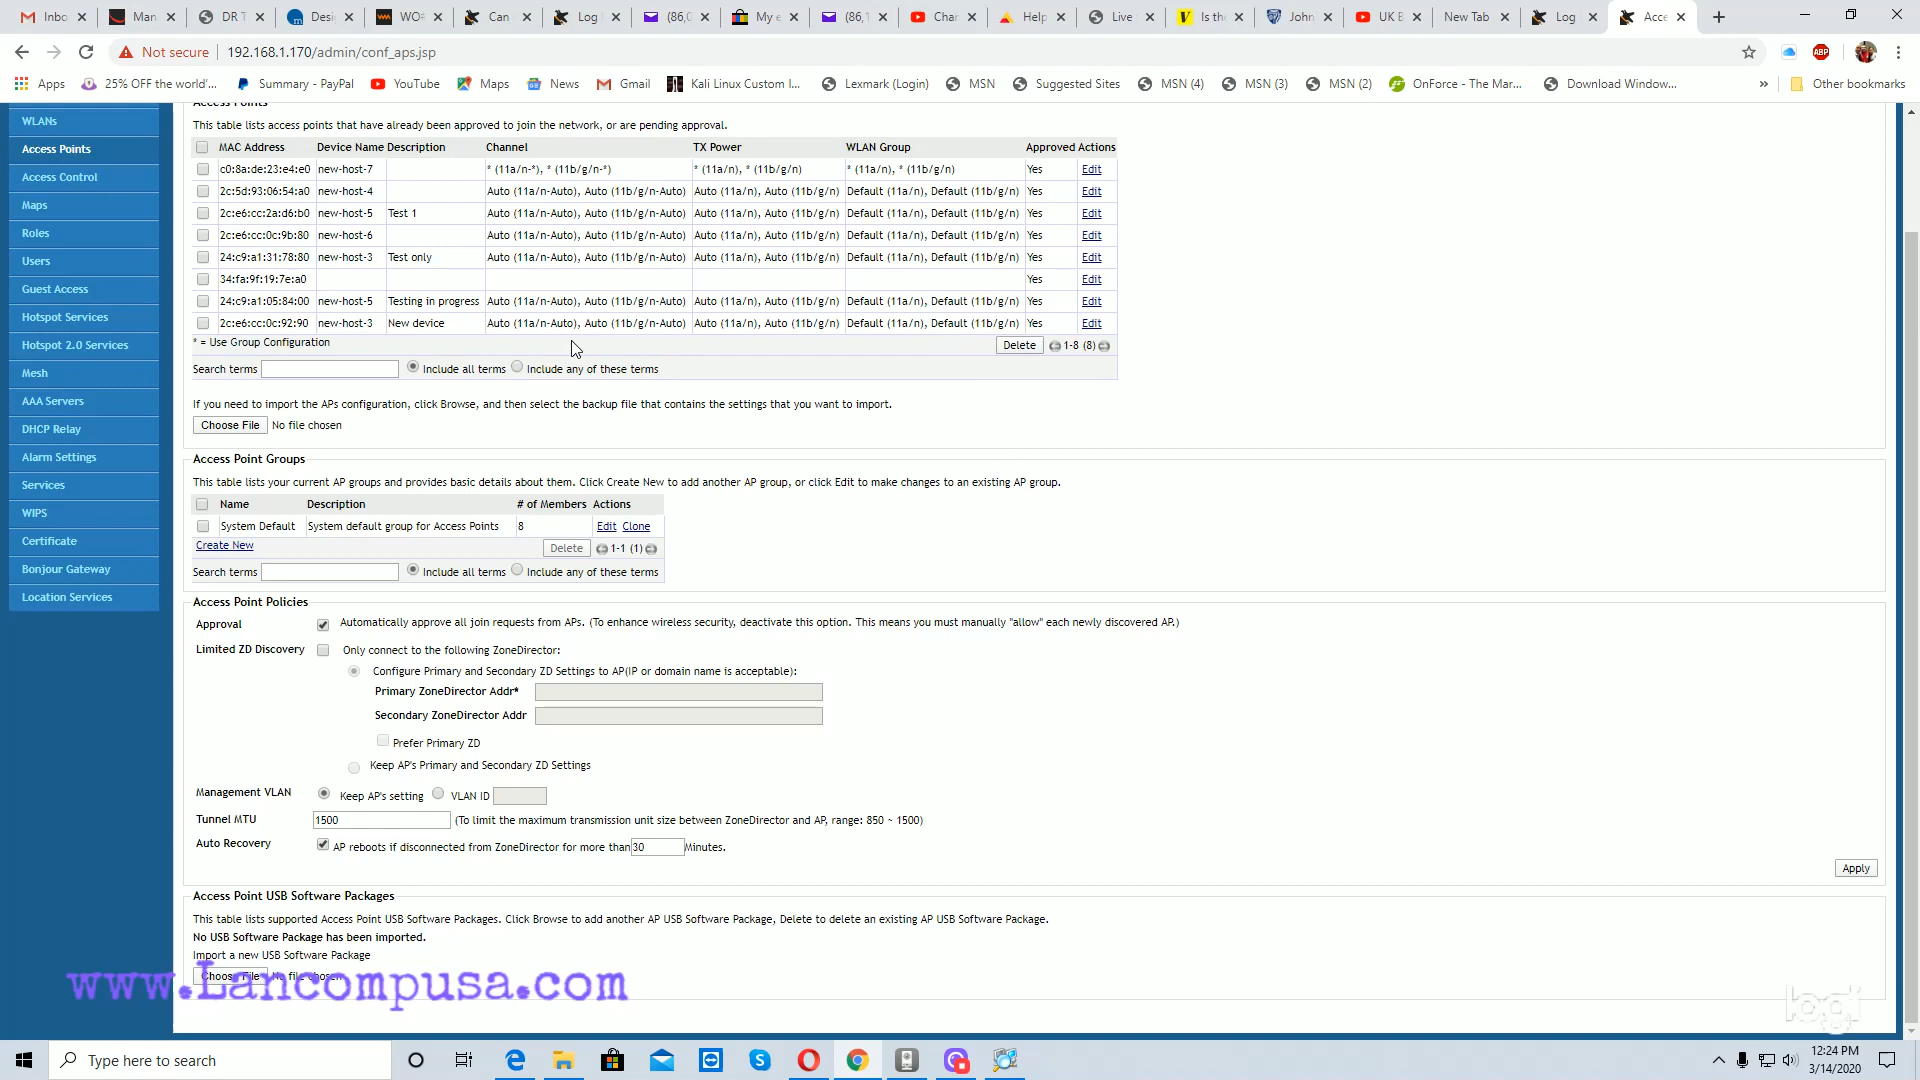 Inbo Man DR T Desi WO Can Log (86,0 My e (86,1 Char Help Live Is the John UK E New Tab Log Acce
Not secure 192.168.1.170/admin/conf_aps.jsp
Apps 25% OFF the world'... Summary - PayPal YouTube Maps News Gmail Kali Linux Custom I... Lexmark (Login) MSN Suggested Sites MSN (4) MSN (3) MSN (2) OnForce - The Mar... Download Window... » Other bookmarks
WLANs
Access Points
Access Control
Maps
Roles
Users
Guest Access
Hotspot Services
Hotspot 2.0 Services
Mesh
AAA Servers
DHCP Relay
Alarm Settings
Services
WIPS
Certificate
Bonjour Gateway
Location Services
Access Points
This table lists access points that have already been approved to join the network, or are pending approval.
MAC Address Device Name Description Channel TX Power WLAN Group Approved Actions
c0:8a:de:23:e4:e0 new-host-7 * (11a/n-*), * (11b/g/n-*) * (11a/n), * (11b/g/n) * (11a/n), * (11b/g/n) Yes Edit
2c:5d:93:06:54:a0 new-host-4 Auto (11a/n-Auto), Auto (11b/g/n-Auto) Auto (11a/n), Auto (11b/g/n) Default (11a/n), Default (11b/g/n) Yes Edit
2c:e6:cc:2a:d6:b0 new-host-5 Test 1 Auto (11a/n-Auto), Auto (11b/g/n-Auto) Auto (11a/n), Auto (11b/g/n) Default (11a/n), Default (11b/g/n) Yes Edit
2c:e6:cc:0c:9b:80 new-host-6 Auto (11a/n-Auto), Auto (11b/g/n-Auto) Auto (11a/n), Auto (11b/g/n) Default (11a/n), Default (11b/g/n) Yes Edit
24:c9:a1:31:78:80 new-host-3 Test only Auto (11a/n-Auto), Auto (11b/g/n-Auto) Auto (11a/n), Auto (11b/g/n) Default (11a/n), Default (11b/g/n) Yes Edit
34:fa:9f:19:7e:a0 Yes Edit
24:c9:a1:05:84:00 new-host-5 Testing in progress Auto (11a/n-Auto), Auto (11b/g/n-Auto) Auto (11a/n), Auto (11b/g/n) Default (11a/n), Default (11b/g/n) Yes Edit
2c:e6:cc:0c:92:90 new-host-3 New device Auto (11a/n-Auto), Auto (11b/g/n-Auto) Auto (11a/n), Auto (11b/g/n) Default (11a/n), Default (11b/g/n) Yes Edit
* = Use Group Configuration Delete 1-8 (8)
Search terms Include all terms Include any of these terms
If you need to import the APs configuration, click Browse, and then select the backup file that contains the settings that you want to import.
Choose File No file chosen
Access Point Groups
This table lists your current AP groups and provides basic details about them. Click Create New to add another AP group, or click Edit to make changes to an existing AP group.
Name Description # of Members Actions
System Default System default group for Access Points 8 Edit Clone
Create New Delete 1-1 (1)
Search terms Include all terms Include any of these terms
Access Point Policies
Approval Automatically approve all join requests from APs. (To enhance wireless security, deactivate this option. This means you must manually "allow" each newly discovered AP.)
Limited ZD Discovery Only connect to the following ZoneDirector:
Configure Primary and Secondary ZD Settings to AP(IP or domain name is acceptable):
Primary ZoneDirector Addr*
Secondary ZoneDirector Addr
Prefer Primary ZD
Keep AP's Primary and Secondary ZD Settings
Management VLAN Keep AP's setting VLAN ID
Tunnel MTU 1500 (To limit the maximum transmission unit size between ZoneDirector and AP, range: 850 ~ 1500)
Auto Recovery AP reboots if disconnected from ZoneDirector for more than 30 Minutes.
Apply
Access Point USB Software Packages
This table lists supported Access Point USB Software Packages. Click Browse to add another AP USB Software Package, Delete to delete an existing AP USB Software Package.
No USB Software Package has been imported.
Import a new USB Software Package
Choose File No file chosen
www.Lancompusa.com
logi
Type here to search
12:24 PM
3/14/2020